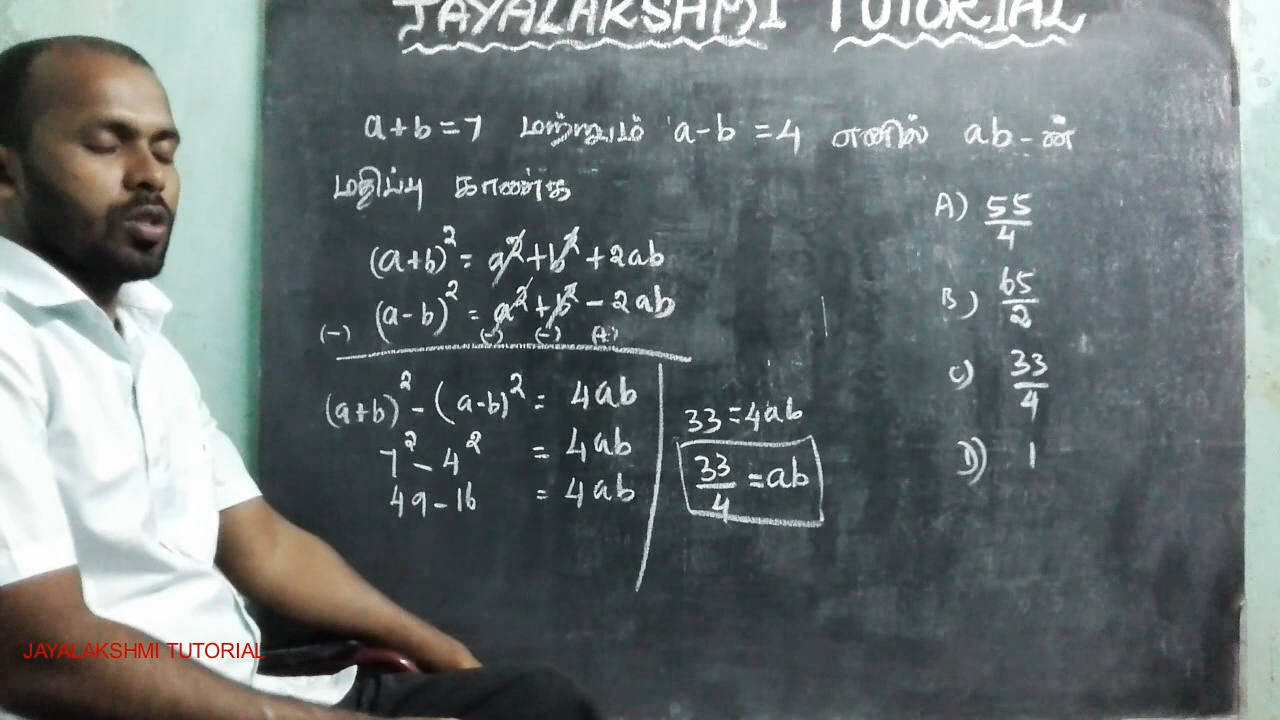 JAYALAKSHMI TUTORIAL
a+b=7 மற்றும் a-b=4 எனில் ab-ன்
மதிப்பு காண்க
(a+b)²=a²+b²+2ab
(a-b)²=a²+b²-2ab
(-) (-) (-) (+)
(a+b)²-(a-b)²=4ab
7²-4²=4ab
49-16=4ab
33=4ab
33/4=ab
A) 55/4
B) 65/2
C) 33/4
D) 1
JAYALAKSHMI TUTORIAL